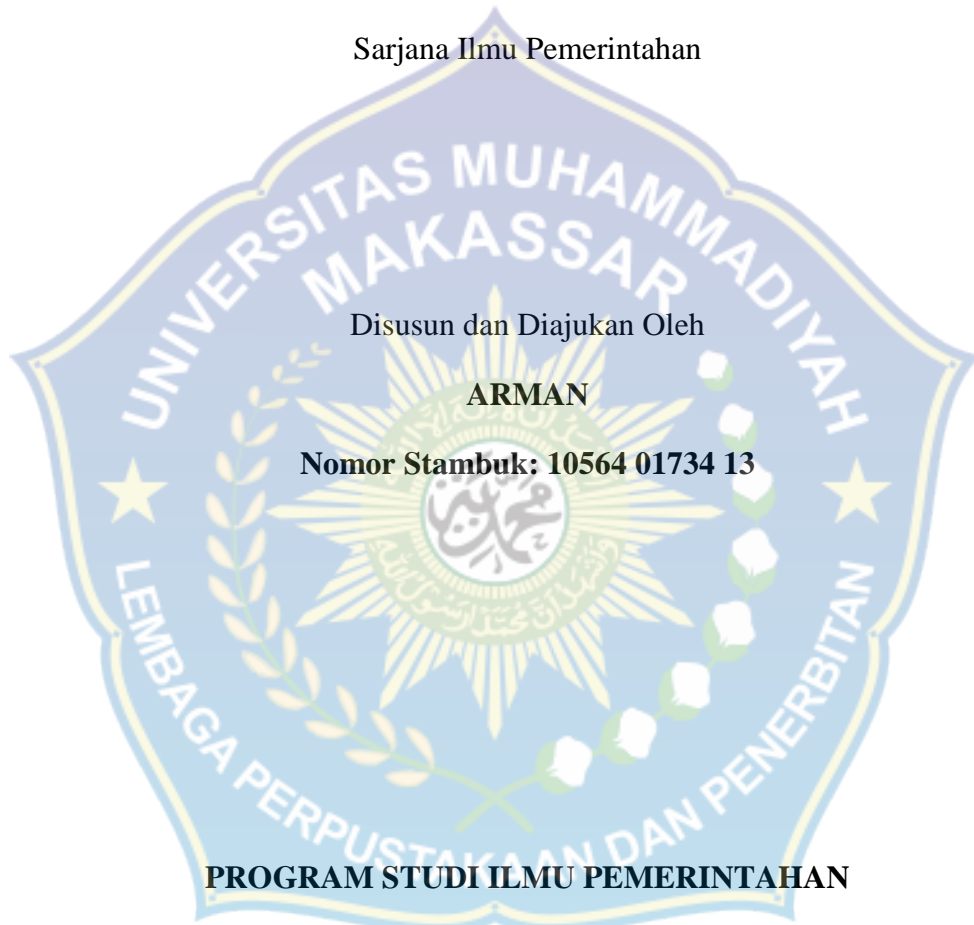 Sarjana Ilmu Pemerintahan
UNIVERSITAS MUHAMMADIYAH
MAKASSAR
Disusun dan Diajukan Oleh
ARMAN
Nomor Stambuk: 10564 01734 13
محمدية
LEMBAGA PERPUSTAKAAN DAN PENERBITAN
PROGRAM STUDI ILMU PEMERINTAHAN